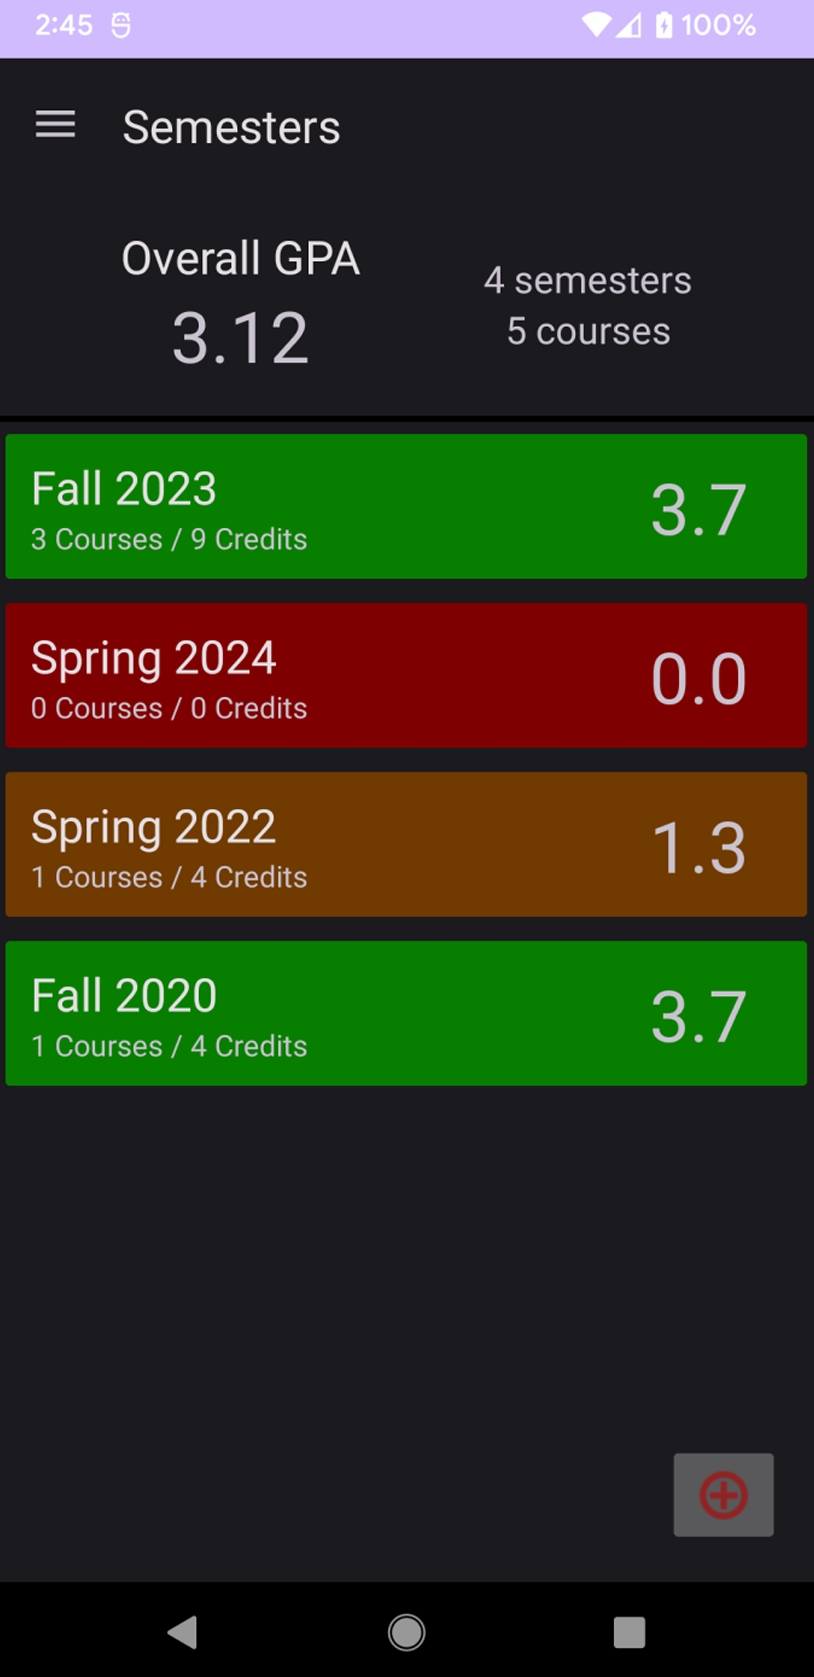 2:45 100%
Semesters
Overall GPA
3.12
4 semesters
5 courses
Fall 2023
3 Courses / 9 Credits
3.7
Spring 2024
0 Courses / 0 Credits
0.0
Spring 2022
1 Courses / 4 Credits
1.3
Fall 2020
1 Courses / 4 Credits
3.7